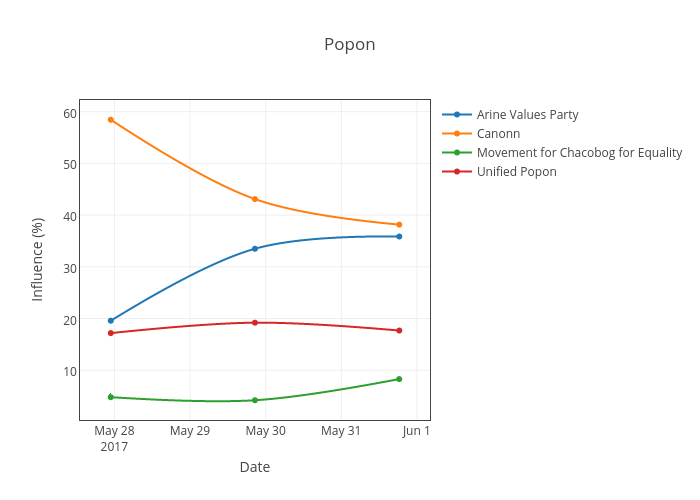 Popon
60
50
40
30
20
10
Influence (%)
May 28
2017
May 29
May 30
May 31
Jun 1
Date
Arine Values Party
Canonn
Movement for Chacobog for Equality
Unified Popon